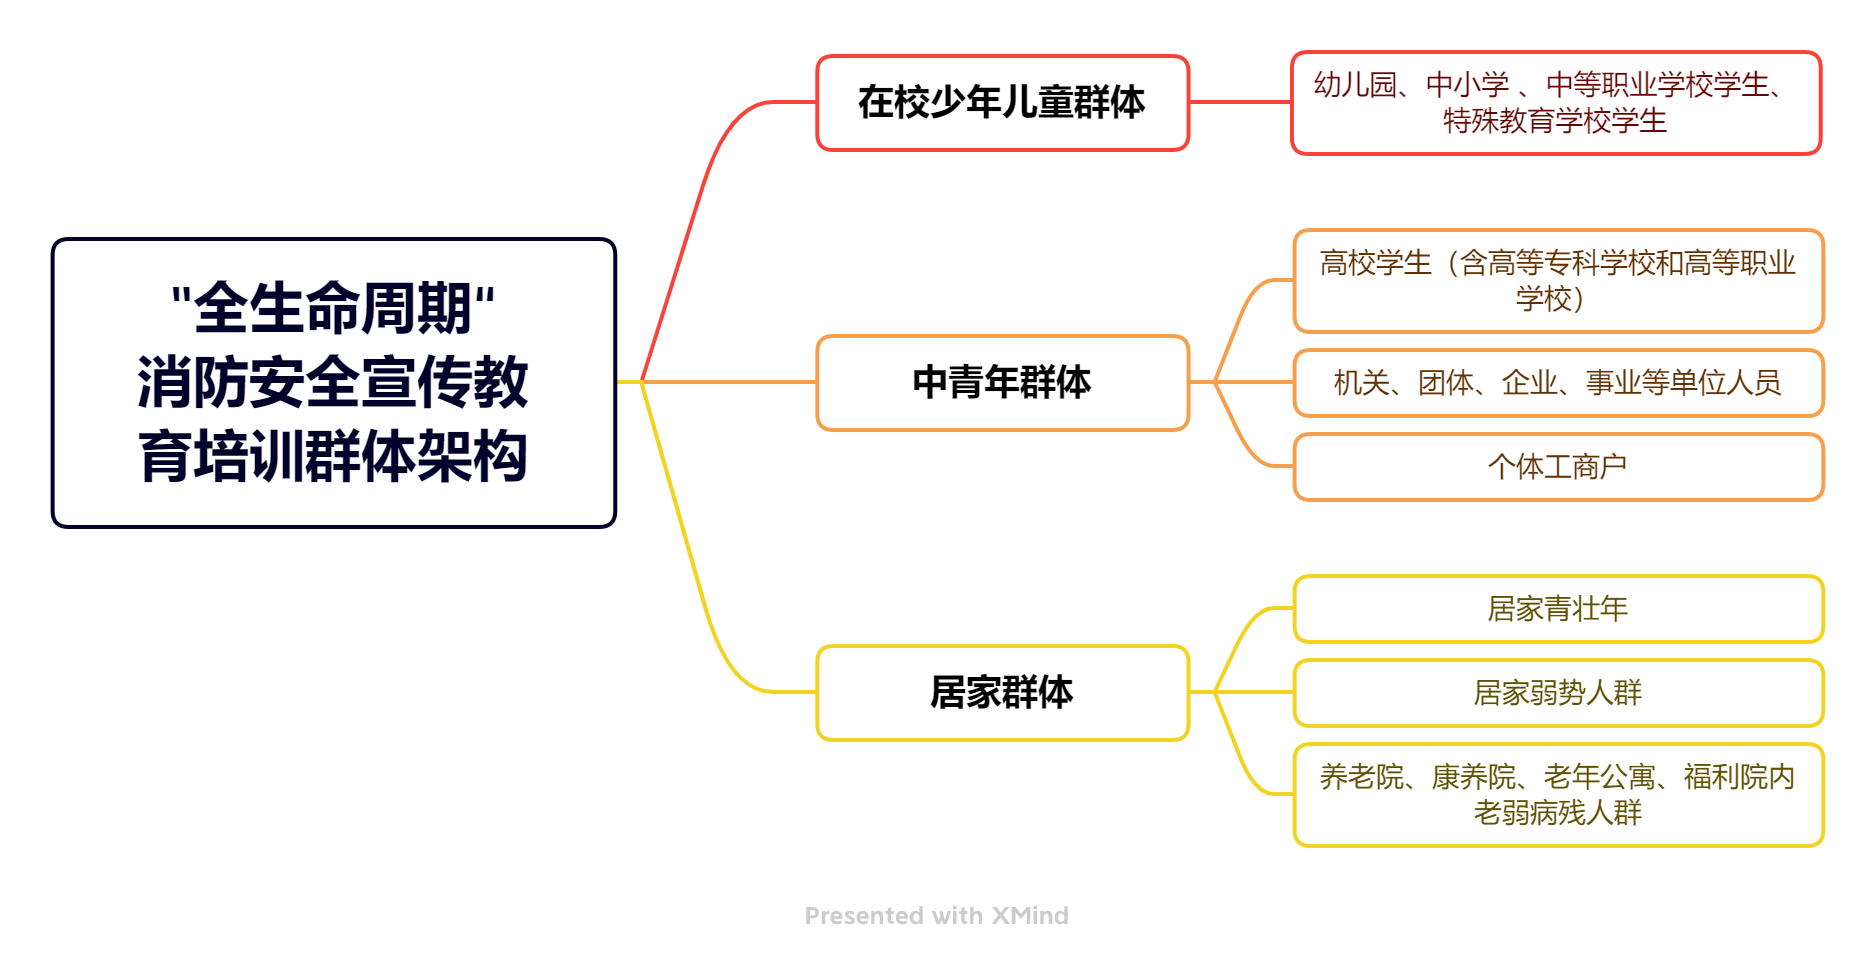 "全生命周期“
消防安全宣传教
育培训群体架构
在校少年儿童群体
幼儿园、中小学 、中等职业学校学生、
特殊教育学校学生
中青年群体
高校学生（含高等专科学校和高等职业
学校）
机关、团体、企业、事业等单位人员
个体工商户
居家群体
居家青壮年
居家弱势人群
养老院、康养院、老年公寓、福利院内
老弱病残人群
Presented with XMind